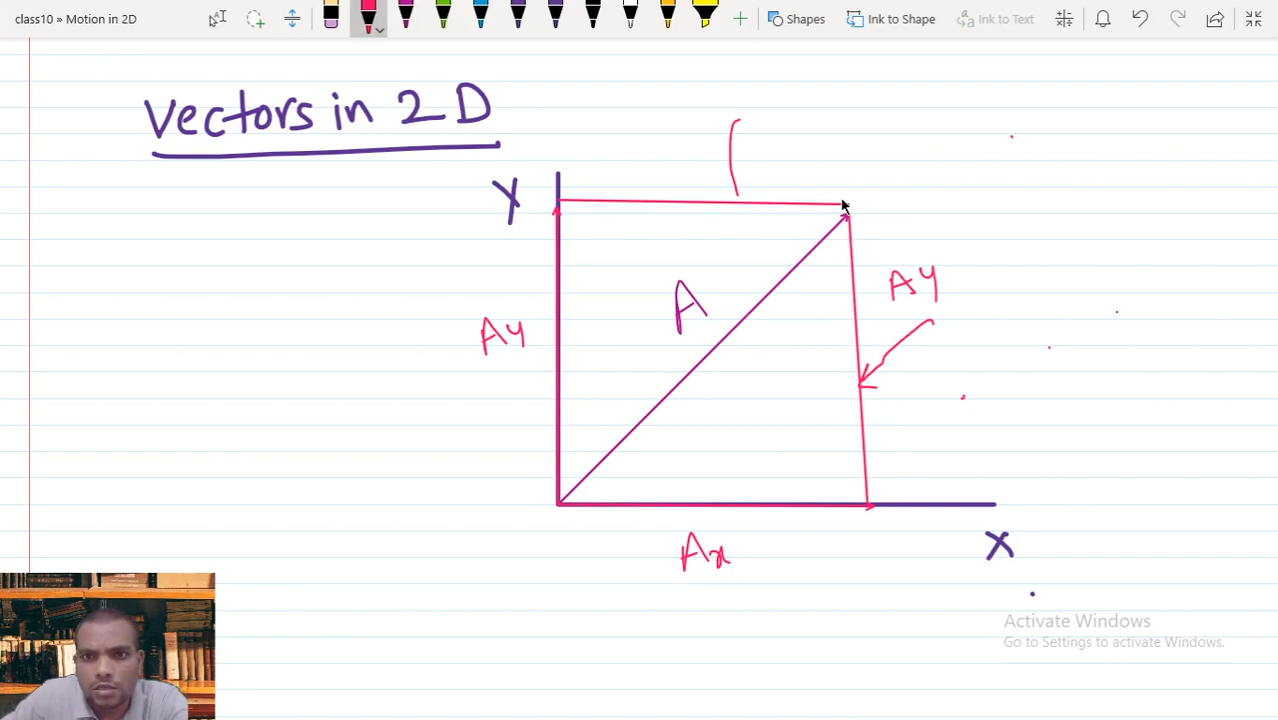 class10 » Motion in 2D
Shapes
Ink to Shape
Ink to Text
Vectors in 2D
Y
Ay
A
Ay
Ax
X
Activate Windows
Go to Settings to activate Windows.